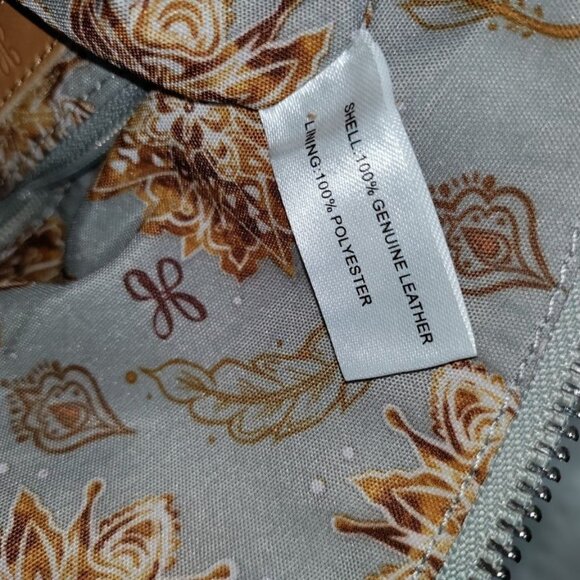 SHELL:100% GENUINE LEATHER
LINING:100% POLYESTER